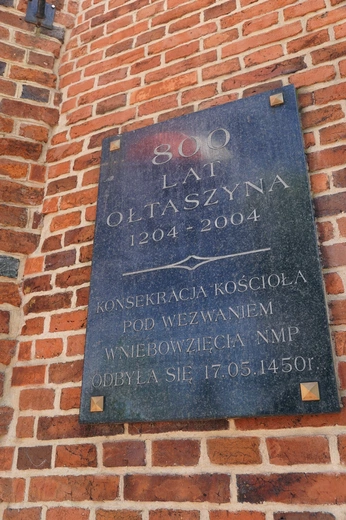 800
LAT
OŁTASZYNA
1204 - 2004
KONSEKRACJA KOŚCIOŁA
POD WEZWANIEM
WNIEBOWZIĘCIA NMP
ODBYŁA SIĘ 17.05.1450r.